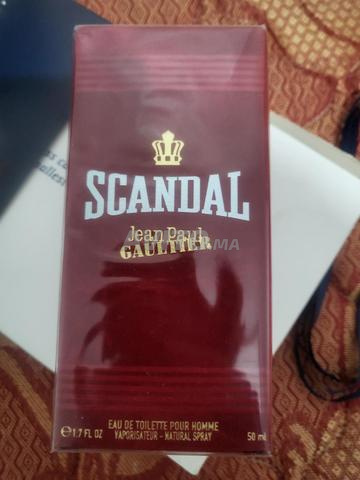 SCANDAL
Jean Paul
GAULTIER
EAU DE TOILETTE POUR HOMME
℮1.7 FL OZ VAPORISATEUR - NATURAL SPRAY 50 ml